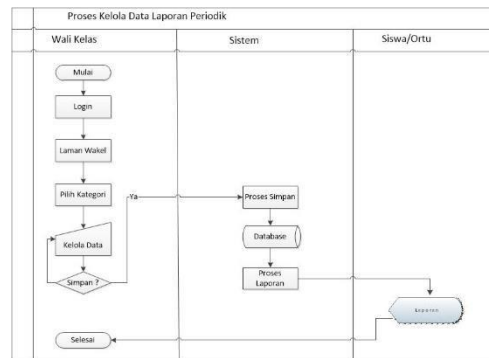 Proses Kelola Data Laporan Periodik
Wali Kelas
Sistem
Siswa/Ortu
Mulai
Login
Laman Wakel
Pilih Kategori
Ya
Proses Simpan
Kelola Data
Database
Simpan ?
Proses
Laporan
Laporan
Selesai